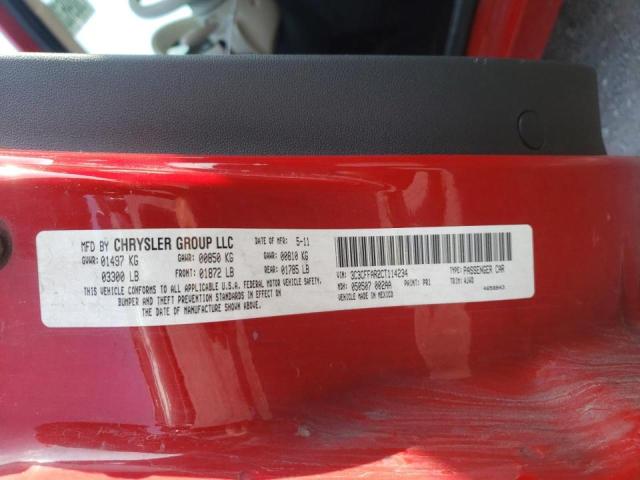 MFD BY CHRYSLER GROUP LLC DATE OF MFR: 5-11
GVWR: 01497 KG GAWR: 00850 KG GAWR: 00810 KG
03300 LB FRONT: 01872 LB REAR: 01785 LB
THIS VEHICLE CONFORMS TO ALL APPLICABLE U.S.A. FEDERAL MOTOR VEHICLE SAFETY,
BUMPER AND THEFT PREVENTION STANDARDS IN EFFECT ON
THE DATE OF MANUFACTURE SHOWN ABOVE.
VIN: 3C3CFFAR2CT114234 TYPE: PASSENGER CAR
MDH: 050507 002AA PAINT: PR1 TRIM: AJA8
VEHICLE MADE IN MEXICO